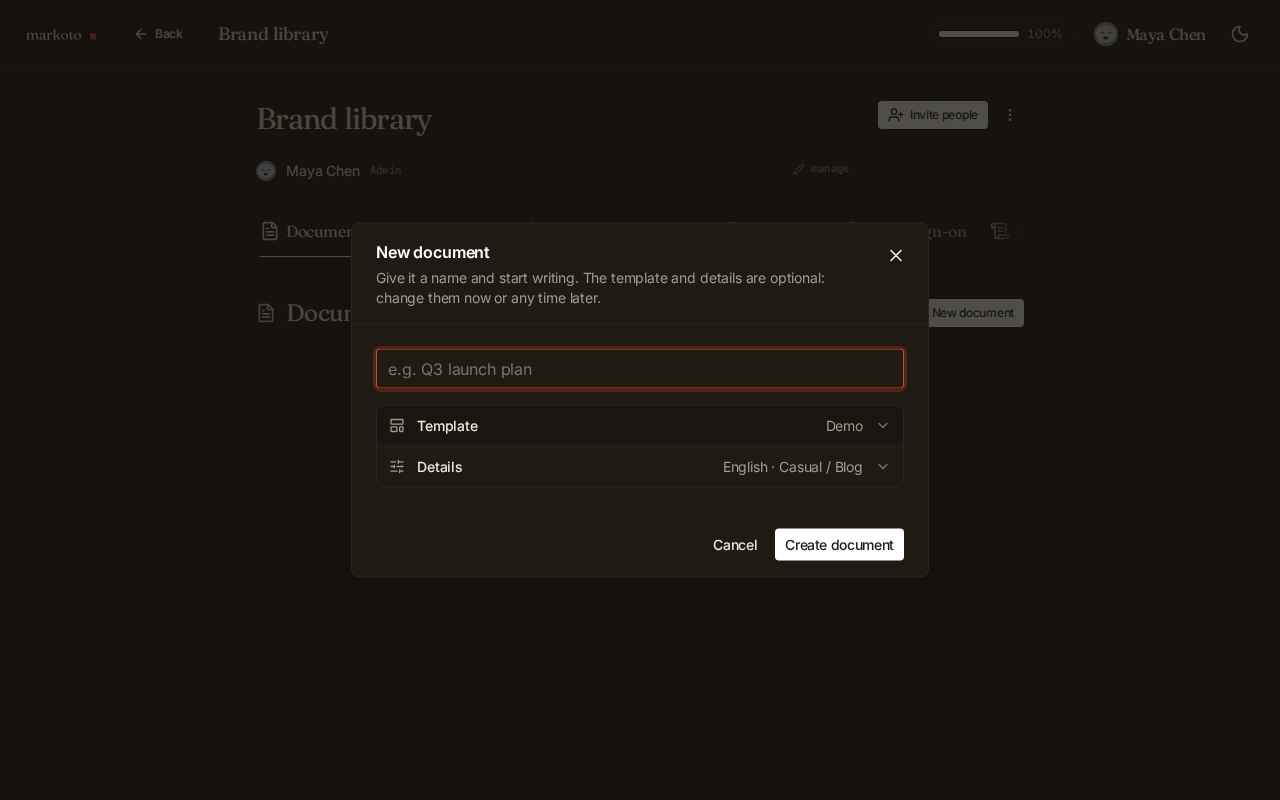 markoto
Back
Brand library
100%
Maya Chen
Brand library
Invite people
Maya Chen Admin
manage
New document
Give it a name and start writing. The template and details are optional:
change them now or any time later.
e.g. Q3 launch plan
Template Demo
Details English · Casual / Blog
Cancel
Create document
New document